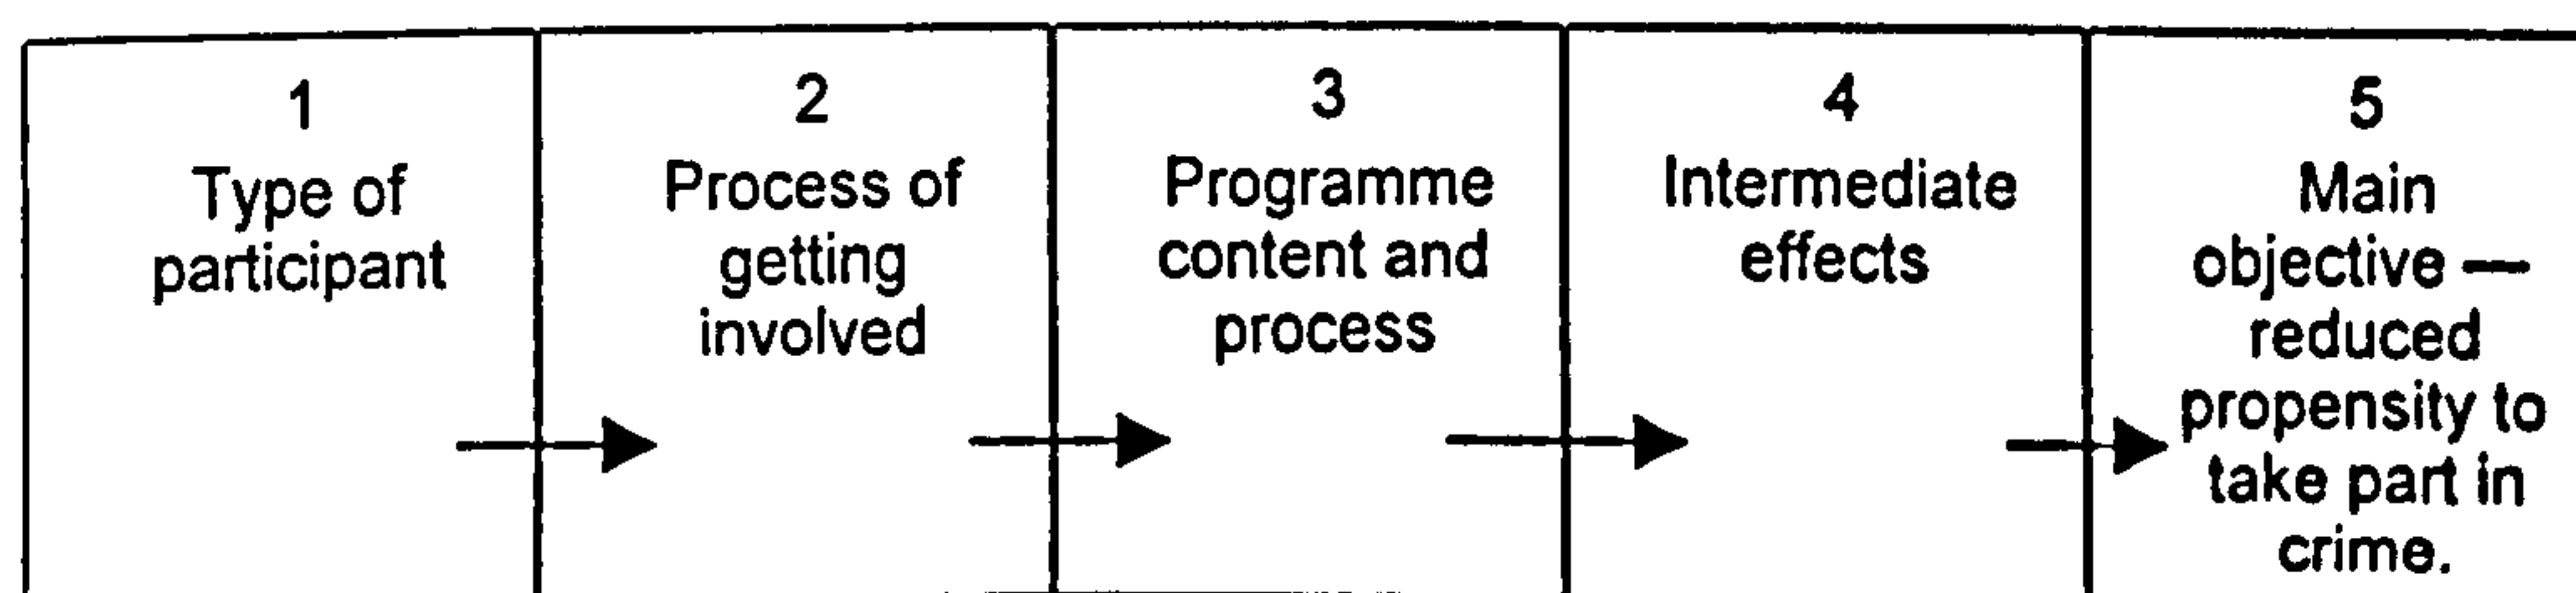 1
Type of
participant
2
Process of
getting
involved
3
Programme
content and
process
4
Intermediate
effects
5
Main
objective —
reduced
propensity to
take part in
crime.